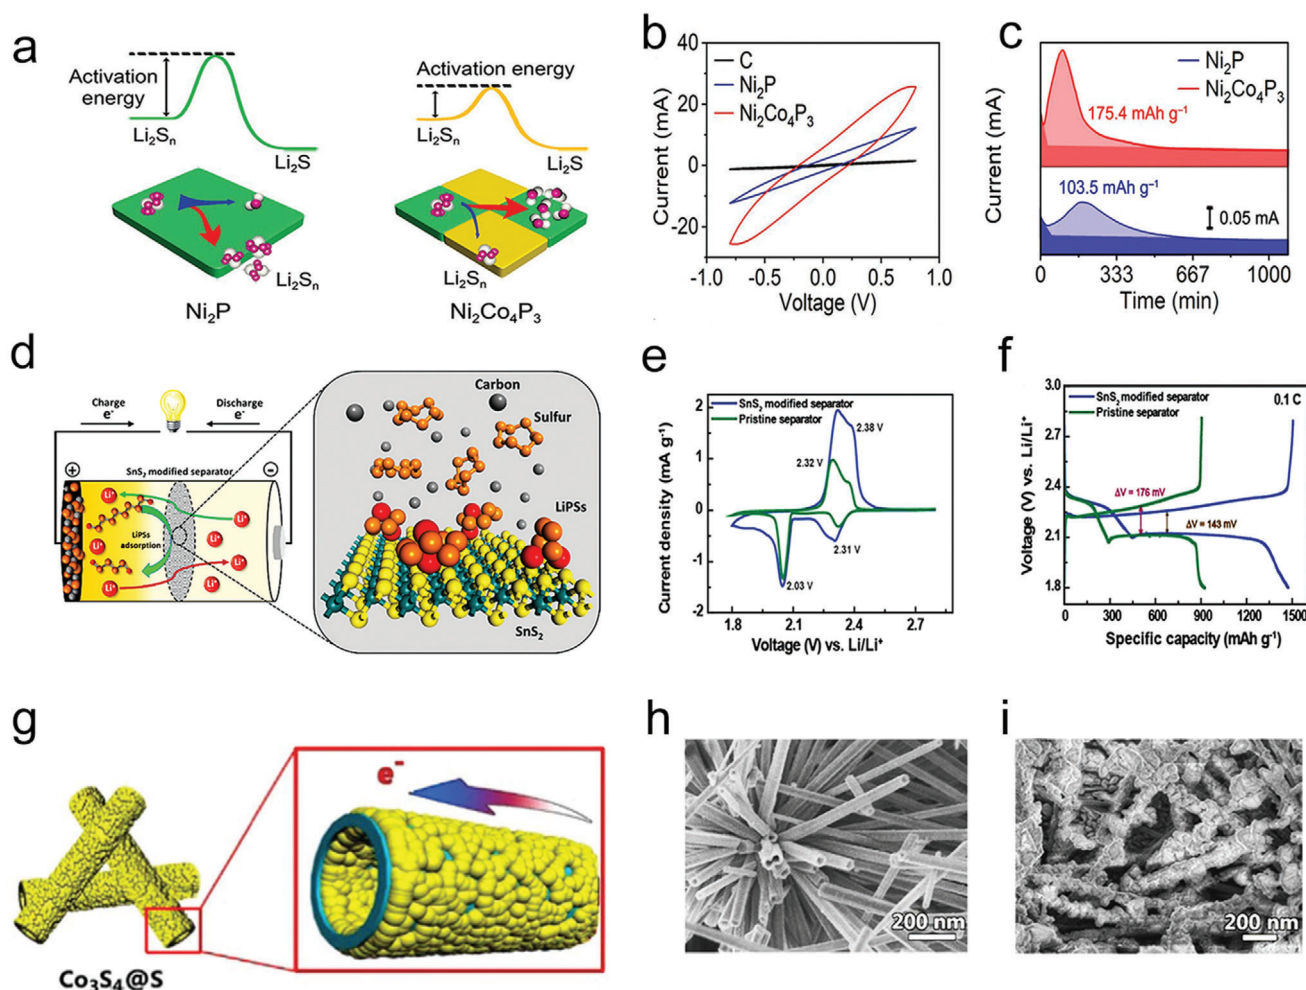 a
Activation
energy
Li₂Sₙ
Li₂S
Activation energy
Li₂Sₙ
Li₂S
Li₂Sₙ
Ni₂P
Li₂Sₙ
Ni₂Co₄P₃
b
40
20
0
-20
-1.0
-0.5
0.0
0.5
1.0
Current (mA)
Voltage (V)
C
Ni₂P
Ni₂Co₄P₃
c
Ni₂P
Ni₂Co₄P₃
175.4 mAh g⁻¹
103.5 mAh g⁻¹
0.05 mA
Current (mA)
0
333
667
1000
Time (min)
d
Charge
e⁻
Discharge
e⁻
SnS₂ modified separator
+
−
Li⁺
Li⁺
Li⁺
Li⁺
Li⁺
Li⁺
Li⁺
Li⁺
LiPSs
adsorption
Carbon
Sulfur
LiPSs
SnS₂
e
SnS₂ modified separator
Pristine separator
2.38 V
2.32 V
2.31 V
2.03 V
2
1
0
-1
-2
1.8
2.1
2.4
2.7
Current density (mA g⁻¹)
Voltage (V) vs. Li/Li⁺
f
SnS₂ modified separator
Pristine separator
0.1 C
ΔV = 176 mV
ΔV = 143 mV
3.0
2.7
2.4
2.1
1.8
0
300
600
900
1200
1500
Voltage (V) vs. Li/Li⁺
Specific capacity (mAh g⁻¹)
g
e⁻
Co₃S₄@S
h
200 nm
i
200 nm